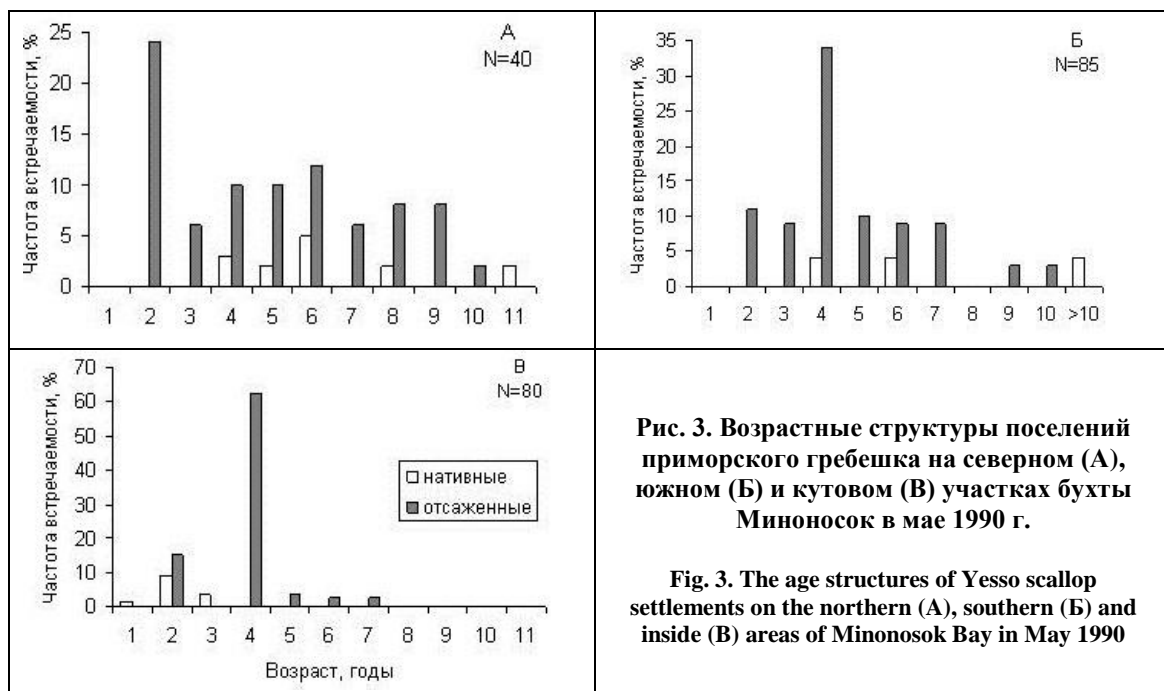 А
N=40
Частота встречаемости, %
25
20
15
10
5
0
1 2 3 4 5 6 7 8 9 10 11
Б
N=85
Частота встречаемости, %
35
30
25
20
15
10
5
0
1 2 3 4 5 6 7 8 9 10 >10
В
N=80
Частота встречаемости, %
70
60
50
40
30
20
10
0
нативные
отсаженные
1 2 3 4 5 6 7 8 9 10 11
Возраст, годы
Рис. 3. Возрастные структуры поселений
приморского гребешка на северном (А),
южном (Б) и кутовом (В) участках бухты
Миноносок в мае 1990 г.
Fig. 3. The age structures of Yesso scallop
settlements on the northern (А), southern (Б) and
inside (В) areas of Minonosok Bay in May 1990